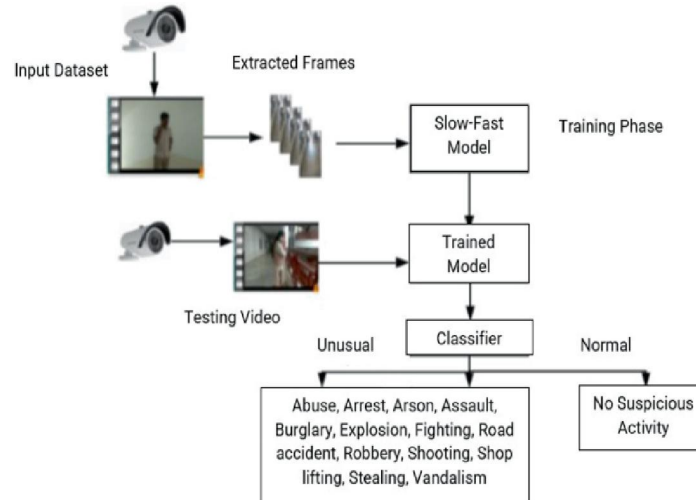 Input Dataset
Extracted Frames
Slow-Fast
Model
Training Phase
Trained
Model
Testing Video
Classifier
Unusual
Normal
Abuse, Arrest, Arson, Assault,
Burglary, Explosion, Fighting, Road
accident, Robbery, Shooting, Shop
lifting, Stealing, Vandalism
No Suspicious
Activity